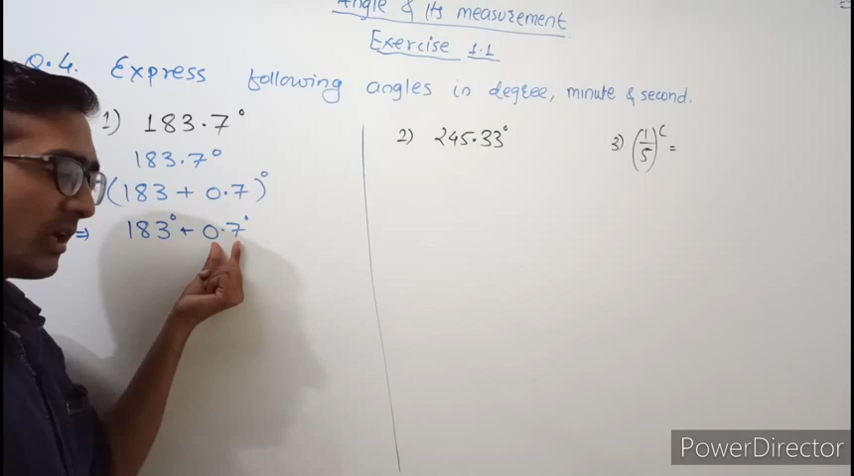 Angle & Its measurement
Exercise 1.1
Q.4. Express following angles in degree, minute & second.
1) 183.7°
183.7°
(183 + 0.7)°
⇒ 183° + 0.7°
2) 245.33°
3) (1/5)ᶜ =
PowerDirector